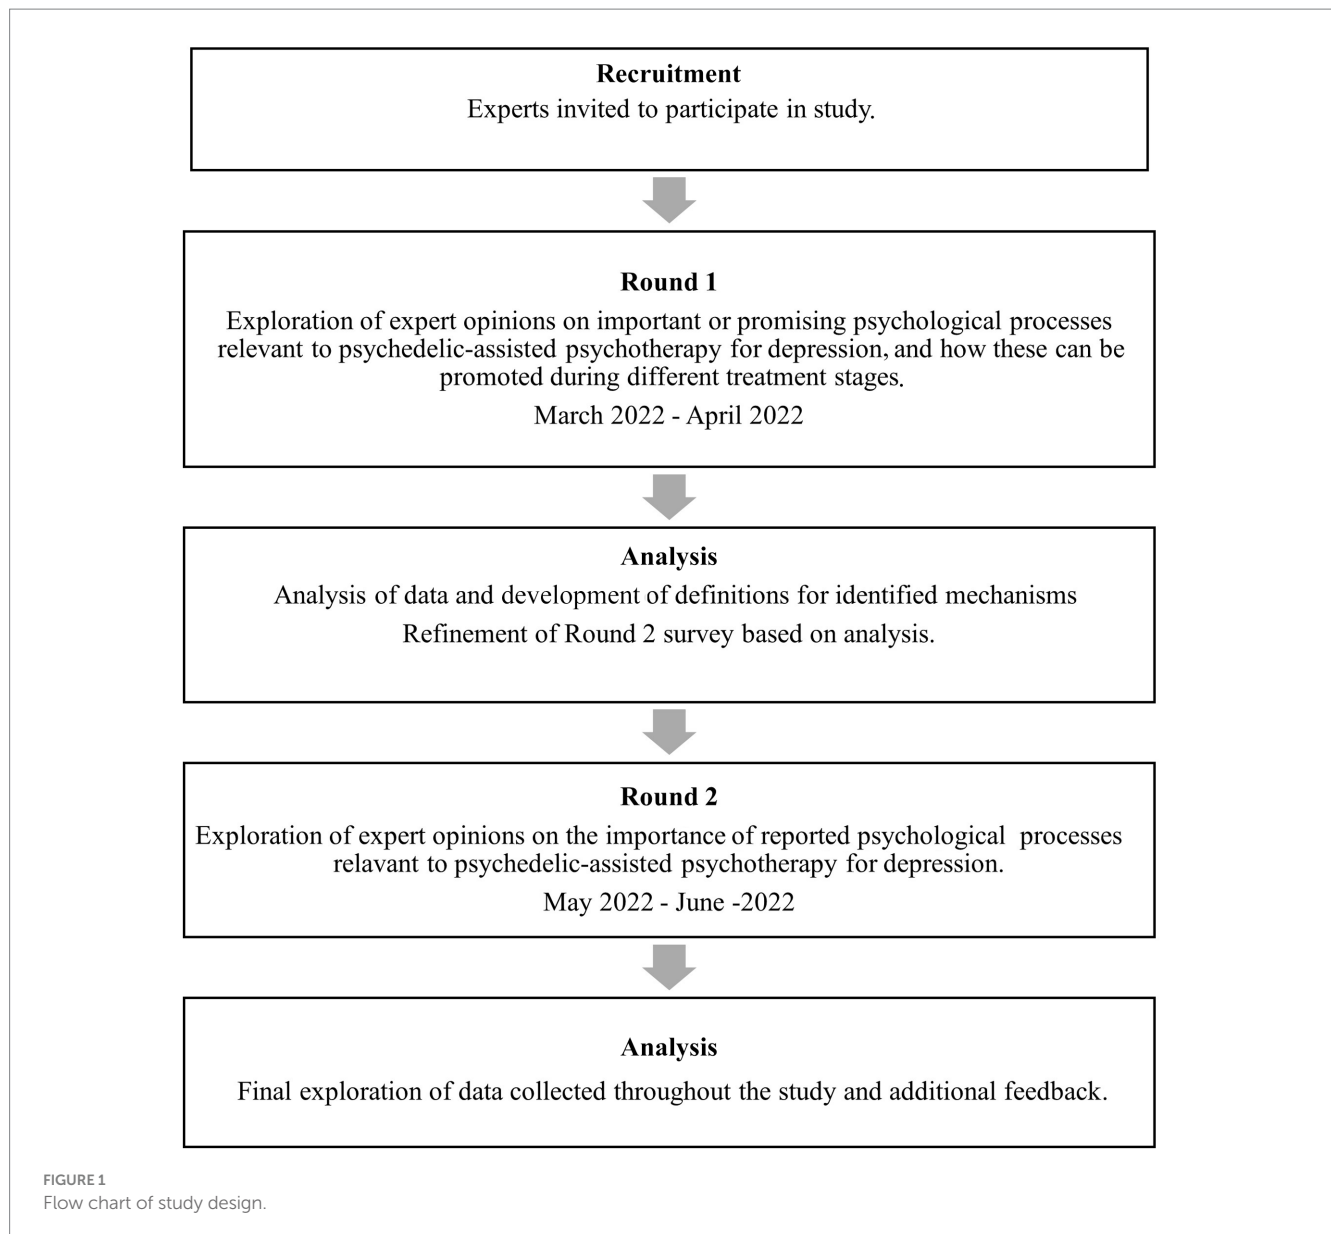 Recruitment
Experts invited to participate in study.
Round 1
Exploration of expert opinions on important or promising psychological processes
relevant to psychedelic-assisted psychotherapy for depression, and how these can be
promoted during different treatment stages.
March 2022 - April 2022
Analysis
Analysis of data and development of definitions for identified mechanisms
Refinement of Round 2 survey based on analysis.
Round 2
Exploration of expert opinions on the importance of reported psychological processes
relavant to psychedelic-assisted psychotherapy for depression.
May 2022 - June -2022
Analysis
Final exploration of data collected throughout the study and additional feedback.
FIGURE 1
Flow chart of study design.